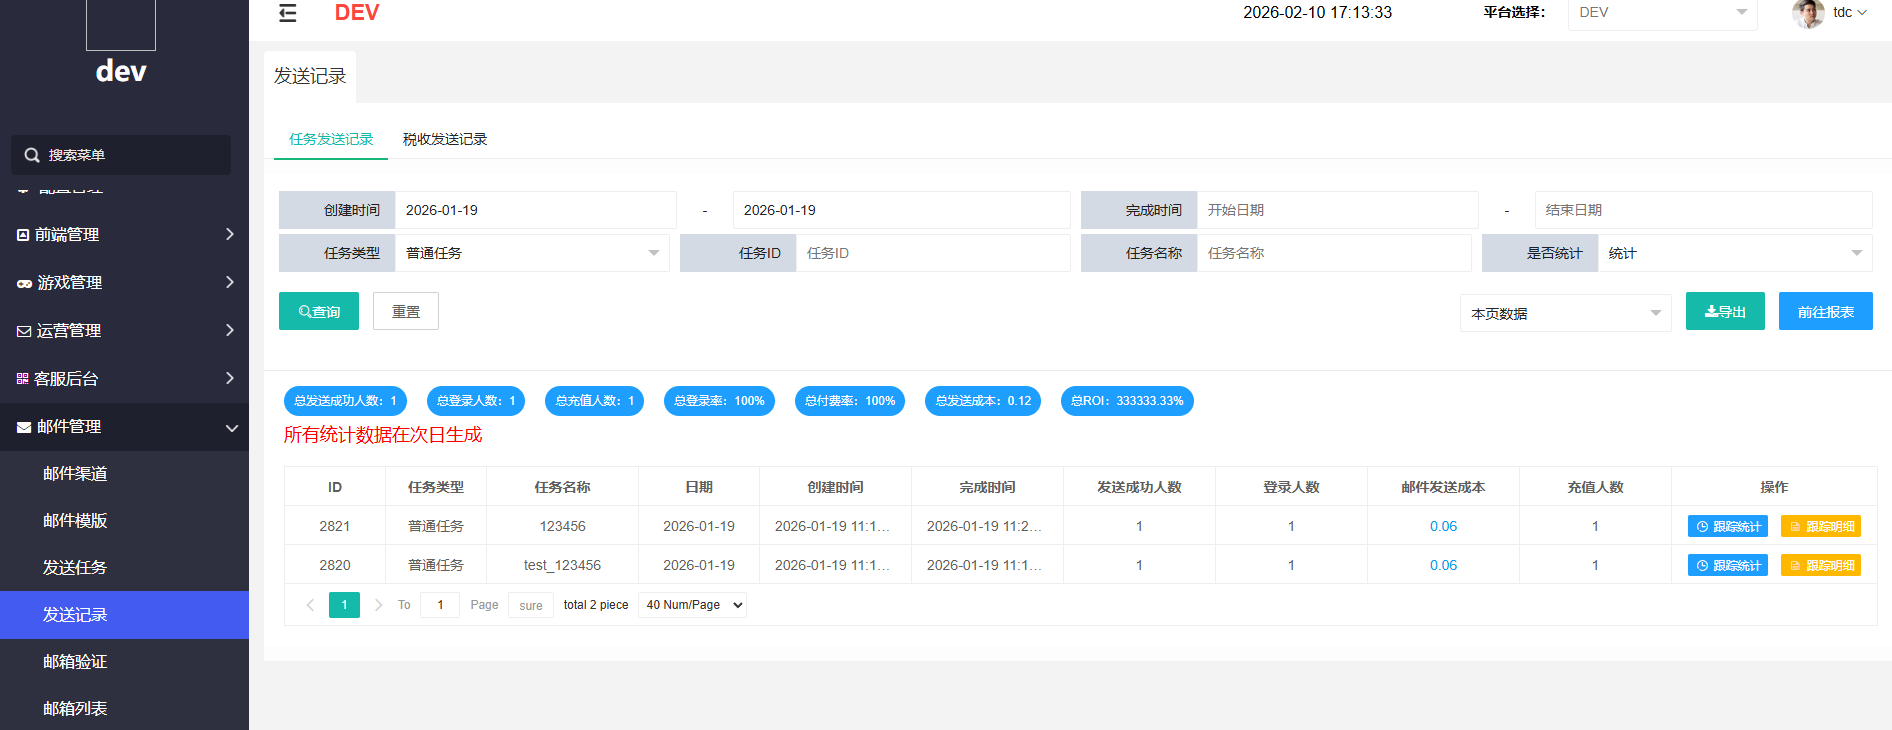 dev
搜索菜单
配置管理
前端管理
游戏管理
运营管理
客服后台
邮件管理
邮件渠道
邮件模版
发送任务
发送记录
邮箱验证
邮箱列表
DEV 2026-02-10 17:13:33 平台选择： DEV tdc
发送记录
任务发送记录 税收发送记录
创建时间 2026-01-19 - 2026-01-19 完成时间 开始日期 - 结束日期
任务类型 普通任务 任务ID 任务ID 任务名称 任务名称 是否统计 统计
查询 重置 本页数据 导出 前往报表
总发送成功人数：1 总登录人数：1 总充值人数：1 总登录率：100% 总付费率：100% 总发送成本：0.12 总ROI：333333.33%
所有统计数据在次日生成
ID 任务类型 任务名称 日期 创建时间 完成时间 发送成功人数 登录人数 邮件发送成本 充值人数 操作
2821 普通任务 123456 2026-01-19 2026-01-19 11:1... 2026-01-19 11:2... 1 1 0.06 1 跟踪统计 跟踪明细
2820 普通任务 test_123456 2026-01-19 2026-01-19 11:1... 2026-01-19 11:1... 1 1 0.06 1 跟踪统计 跟踪明细
1 To 1 Page sure total 2 piece 40 Num/Page